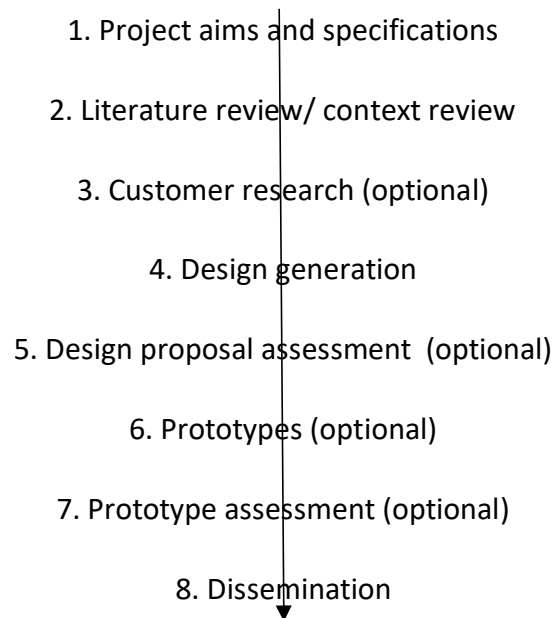 1. Project aims and specifications
2. Literature review/ context review
3. Customer research (optional)
4. Design generation
5. Design proposal assessment  (optional)
6. Prototypes (optional)
7. Prototype assessment (optional)
8. Dissemination